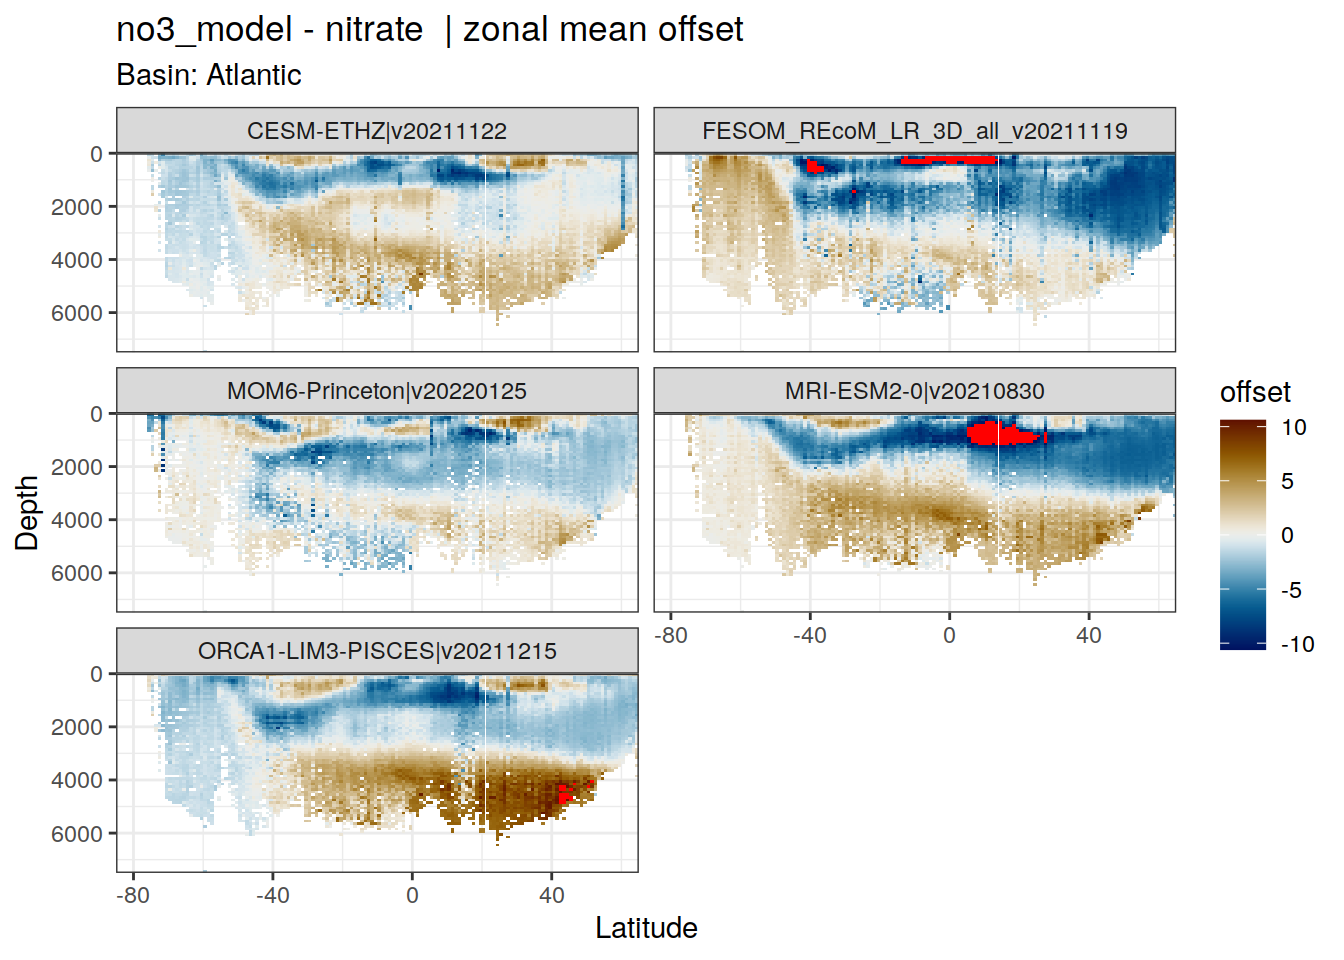 no3_model - nitrate  | zonal mean offset
Basin: Atlantic
CESM-ETHZ|v20211122
FESOM_REcoM_LR_3D_all_v20211119
0
2000
4000
6000
MOM6-Princeton|v20220125
MRI-ESM2-0|v20210830
0
2000
4000
6000
-80
-40
0
40
ORCA1-LIM3-PISCES|v20211215
0
2000
4000
6000
-80
-40
0
40
Latitude
Depth
offset
10
5
0
-5
-10